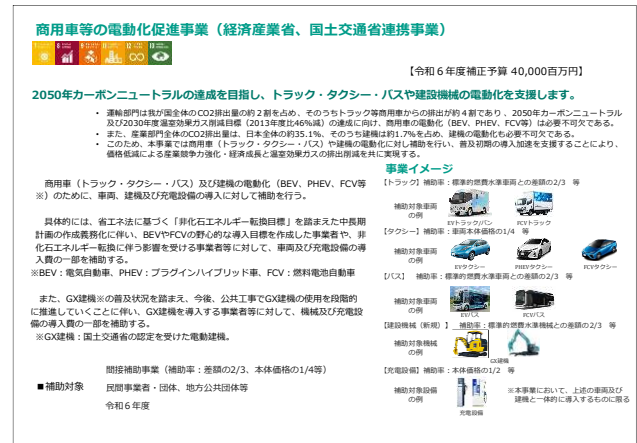 商用車等の電動化促進事業（経済産業省、国土交通省連携事業）
【令和６年度補正予算 40,000百万円】
2050年カーボンニュートラルの達成を目指し、トラック・タクシー・バスや建設機械の電動化を支援します。
• 運輸部門は我が国全体のCO2排出量の約２割を占め、そのうちトラック等商用車からの排出が約４割であり、2050年カーボンニュートラル
及び2030年度温室効果ガス削減目標（2013年度比46%減）の達成に向け、商用車の電動化（BEV、PHEV、FCV等）は必要不可欠である。
• また、産業部門全体のCO2排出量は、日本全体の約35.1%、そのうち建機は約1.7%を占め、建機の電動化も必要不可欠である。
• このため、本事業では商用車（トラック・タクシー・バス）や建機の電動化に対し補助を行い、普及初期の導入加速を支援することにより、
価格低減による産業競争力強化・経済成長と温室効果ガスの排出削減を共に実現する。
商用車（トラック・タクシー・バス）及び建機の電動化（BEV、PHEV、FCV等
※）のために、車両、建機及び充電設備の導入に対して補助を行う。
具体的には、省エネ法に基づく「非化石エネルギー転換目標」を踏まえた中長期
計画の作成義務化に伴い、BEVやFCVの野心的な導入目標を作成した事業者や、非
化石エネルギー転換に伴う影響を受ける事業者等に対して、車両及び充電設備の導
入費の一部を補助する。
※BEV：電気自動車、PHEV：プラグインハイブリッド車、FCV：燃料電池自動車
また、GX建機※の普及状況を踏まえ、今後、公共工事でGX建機の使用を段階的
に推進していくことに伴い、GX建機を導入する事業者等に対して、機械及び充電設
備の導入費の一部を補助する。
※GX建機：国土交通省の認定を受けた電動建機。
間接補助事業（補助率：差額の2/3、本体価格の1/4等）
■補助対象 民間事業者・団体、地方公共団体等
令和６年度
事業イメージ
【トラック】補助率：標準的燃費水準車両との差額の2/3 等
補助対象車両
の例
EVトラック/バン
FCVトラック
【タクシー】補助率：車両本体価格の1/4 等
補助対象車両
の例
EVタクシー
PHEVタクシー
FCVタクシー
【バス】 補助率：標準的燃費水準車両との差額の2/3 等
補助対象車両
の例
EVバス
FCVバス
【建設機械（新規）】 補助率：標準的燃費水準機械との差額の2/3 等
補助対象機械
の例
GX建機
【充電設備】補助率：本体価格の1/2 等
補助対象設備
の例
充電設備
※本事業において、上述の車両及び
建機と一体的に導入するものに限る